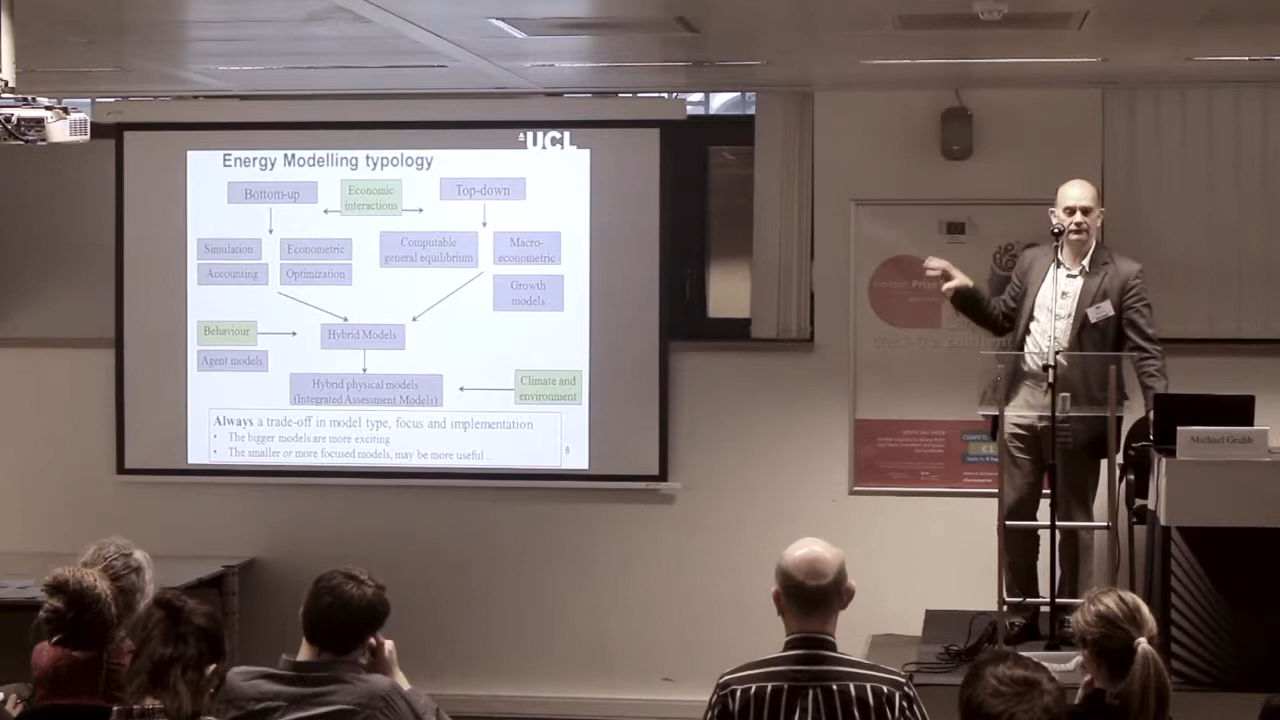 UCL
Energy Modelling typology
Bottom-up
Economic
interactions
Top-down
Simulation
Econometric
Computable
general equilibrium
Macro-
econometric
Accounting
Optimization
Growth
models
Behaviour
Hybrid Models
Agent models
Hybrid physical models
(Integrated Assessment Models)
Climate and
environment
Always a trade-off in model type, focus and implementation
• The bigger models are more exciting
• The smaller or more focused models, may be more useful ..
8
Prize
Michael Grubb